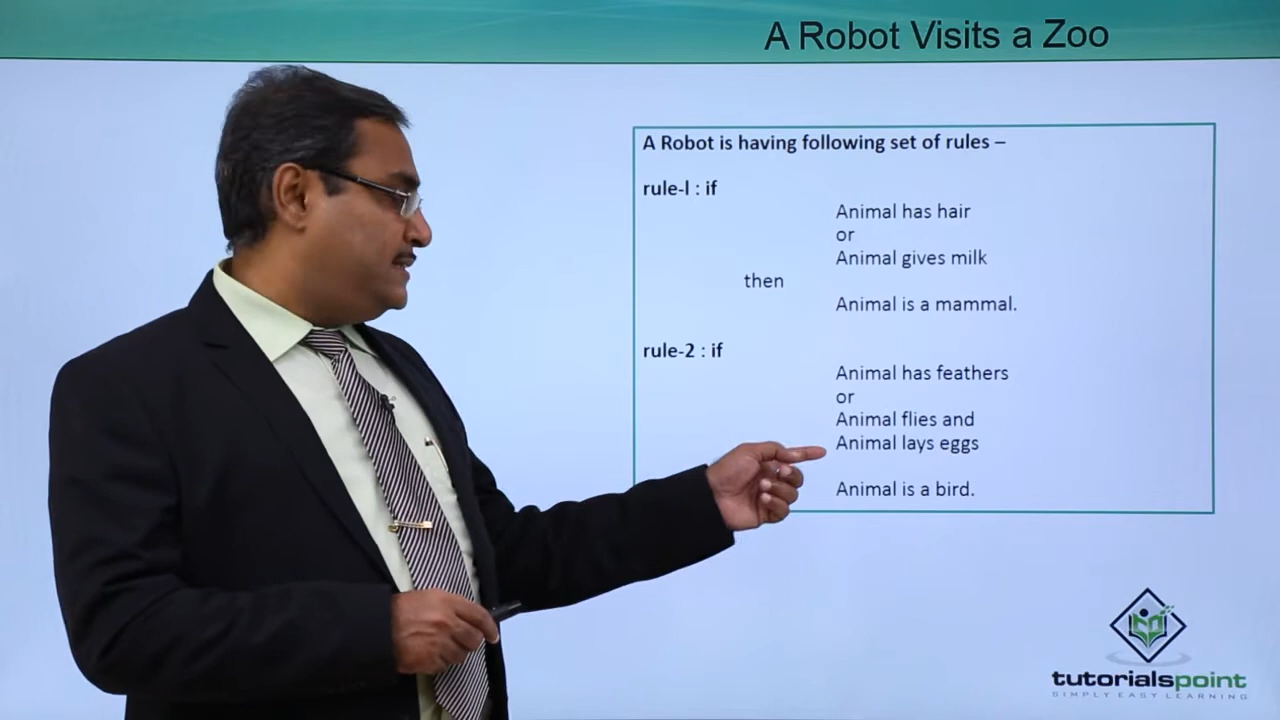 A Robot Visits a Zoo
A Robot is having following set of rules –
rule-l : if
Animal has hair
or
Animal gives milk
then
Animal is a mammal.
rule-2 : if
Animal has feathers
or
Animal flies and
Animal lays eggs
Animal is a bird.
tutorialspoint
SIMPLY EASY LEARNING